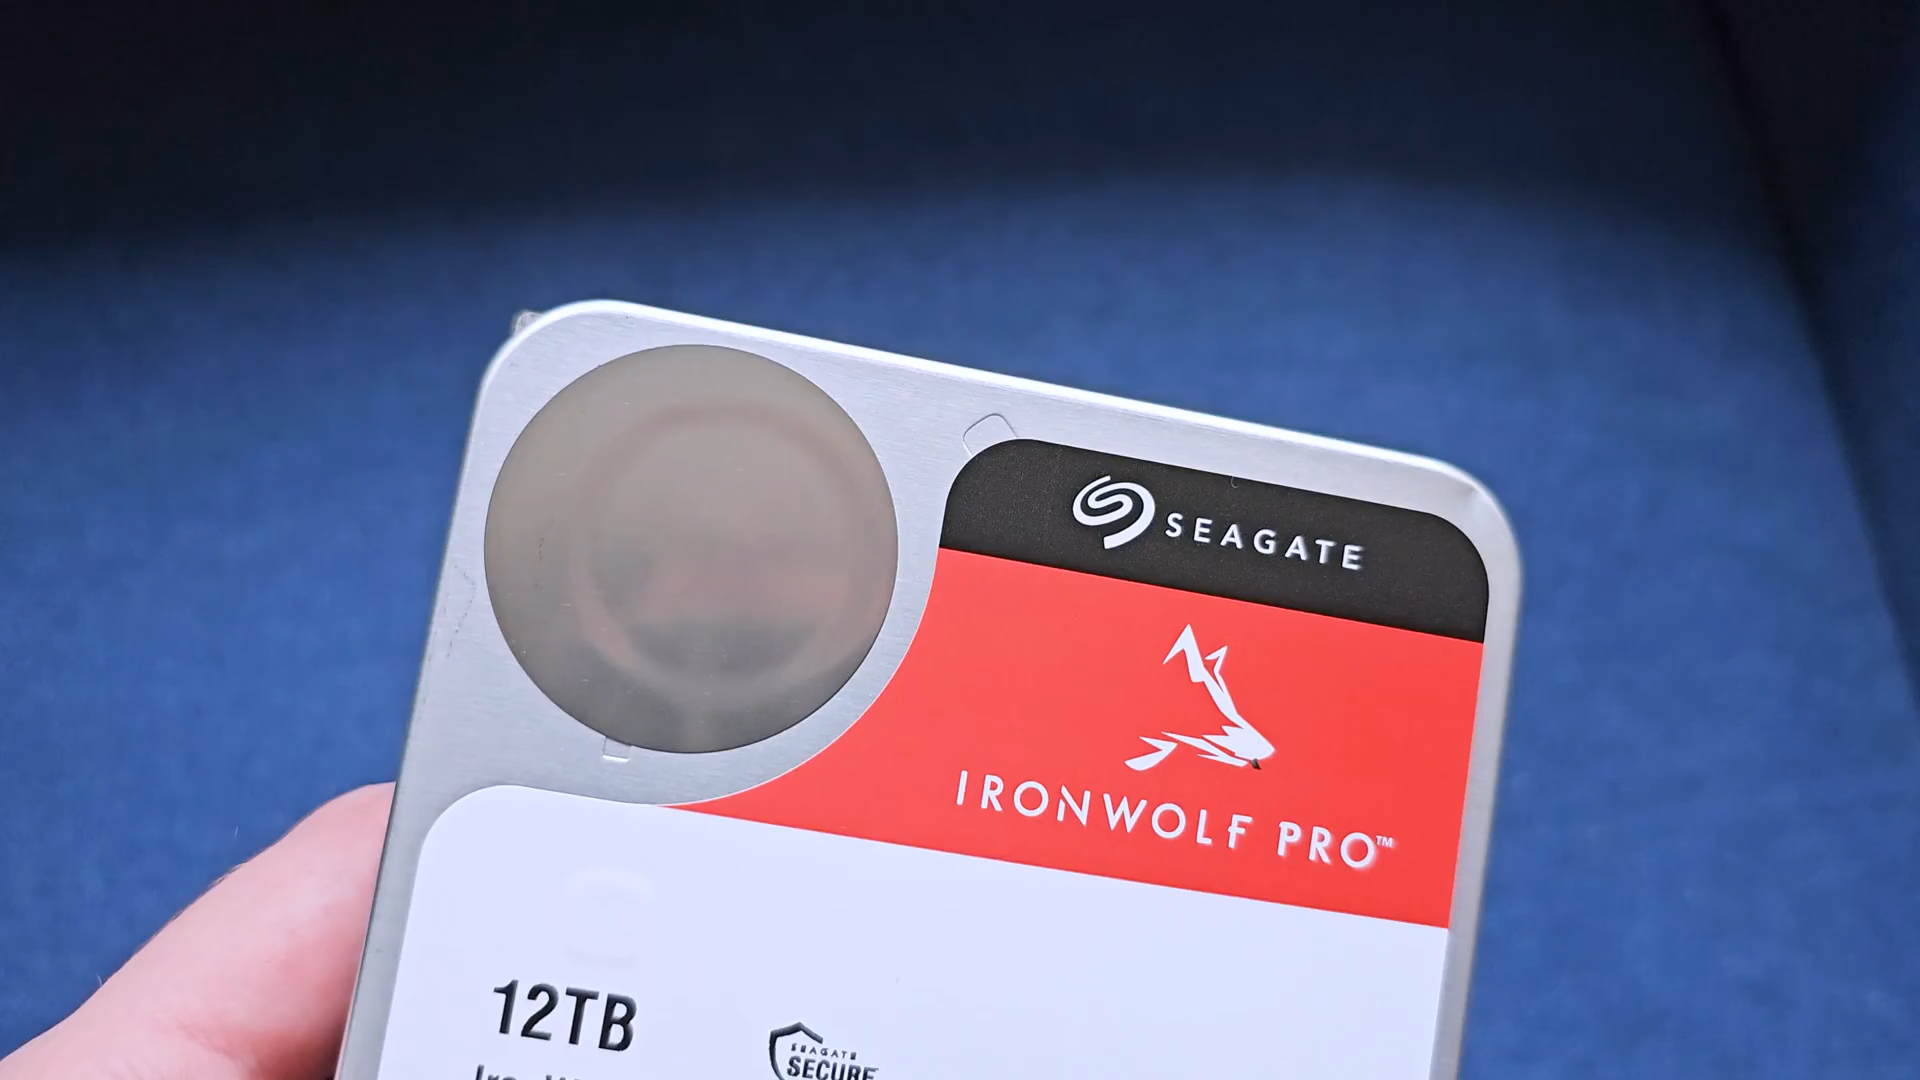 SEAGATE
IRONWOLF PRO™
12TB
SEAGATE
SECURE